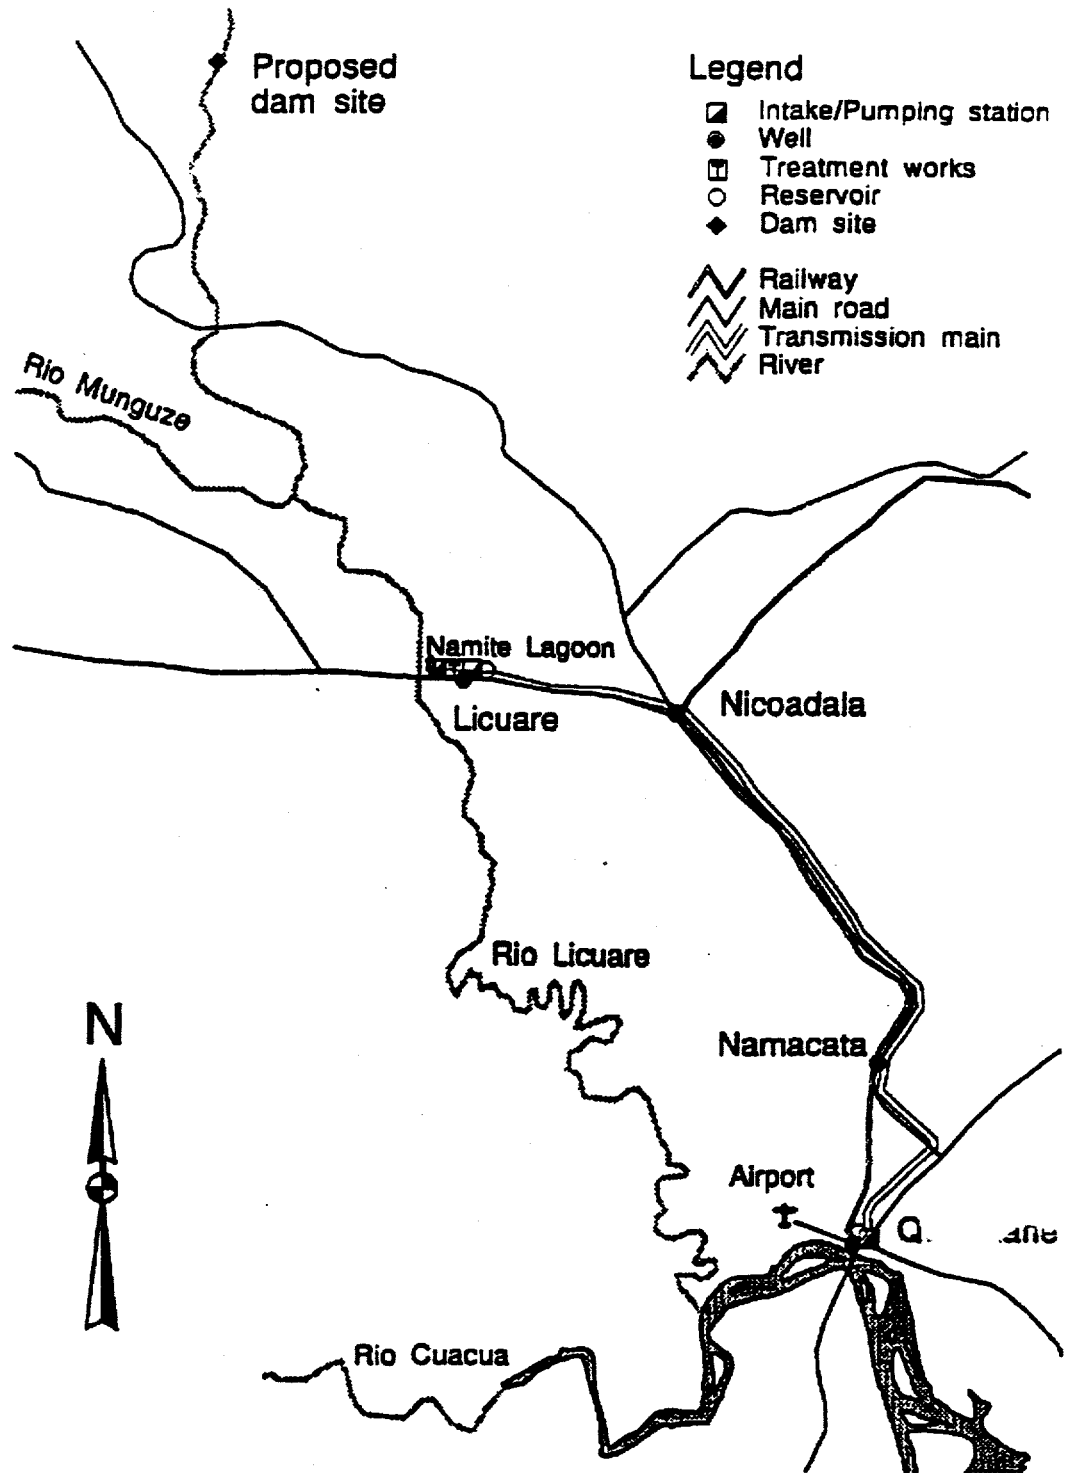 Proposed
dam site
Legend
Intake/Pumping station
Well
Treatment works
Reservoir
Dam site
Railway
Main road
Transmission main
River
Rio Munguze
Namite Lagoon
Licuare
Nicoadala
Rio Licuare
N
Namacata
Airport
Rio Cuacua